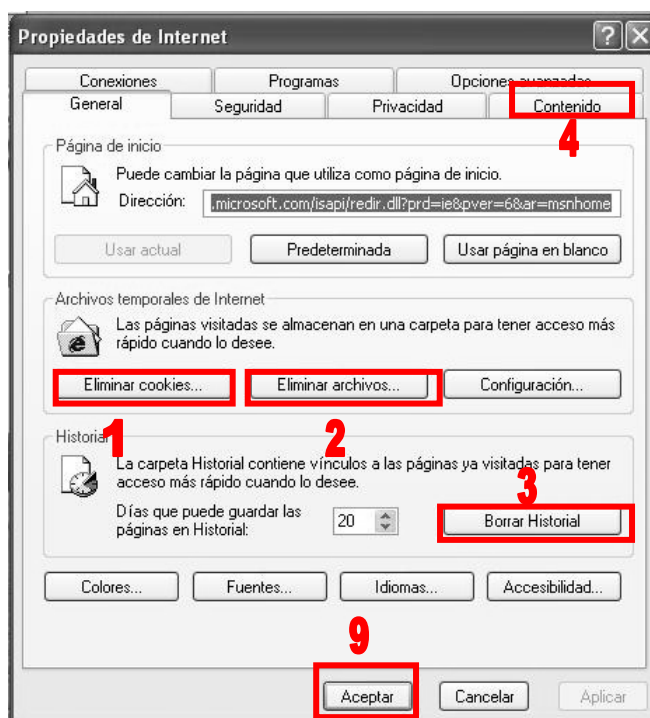 Propiedades de Internet
Conexiones
Programas
Opciones avanzadas
General
Seguridad
Privacidad
Contenido
4
Página de inicio
Puede cambiar la página que utiliza como página de inicio.
Dirección:
.microsoft.com/isapi/redir.dll?prd=ie&pver=6&ar=msnhome
Usar actual
Predeterminada
Usar página en blanco
Archivos temporales de Internet
Las páginas visitadas se almacenan en una carpeta para tener acceso más
rápido cuando lo desee.
Eliminar cookies...
Eliminar archivos...
Configuración...
1
2
Historial
La carpeta Historial contiene vínculos a las páginas ya visitadas para tener
acceso más rápido cuando lo desee.
3
Días que puede guardar las
páginas en Historial:
20
Borrar Historial
Colores...
Fuentes...
Idiomas...
Accesibilidad...
9
Aceptar
Cancelar
Aplicar